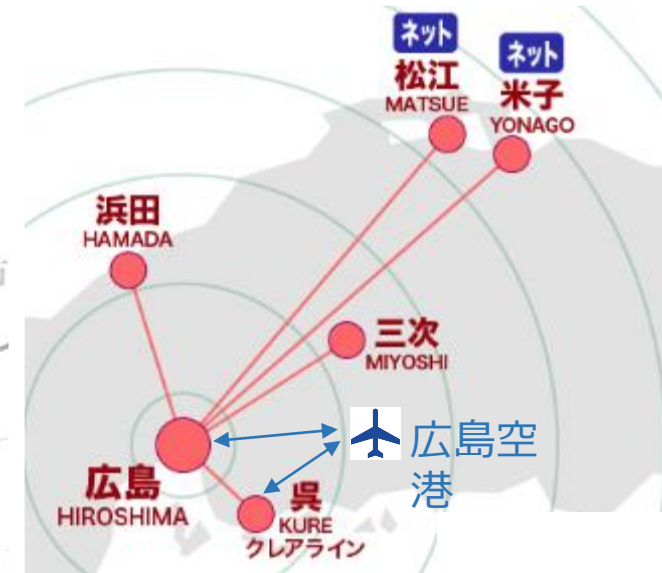 ネット
松江
MATSUE
ネット
米子
YONAGO
浜田
HAMADA
三次
MIYOSHI
広島空
港
広島
HIROSHIMA
呉
KURE
クレアライン